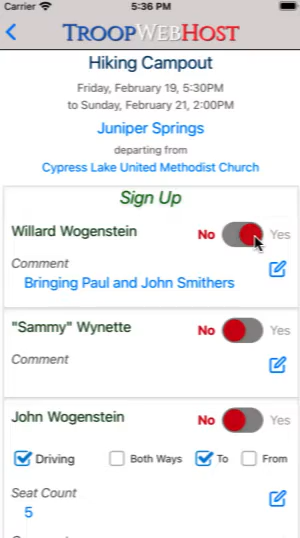 Carrier 5:36 PM
TROOPWEBHOST
Hiking Campout
Friday, February 19, 5:30PM
to Sunday, February 21, 2:00PM
Juniper Springs
departing from
Cypress Lake United Methodist Church
Sign Up
Willard Wogenstein No Yes
Comment
Bringing Paul and John Smithers
"Sammy" Wynette No Yes
Comment
John Wogenstein No Yes
Driving Both Ways To From
Seat Count
5